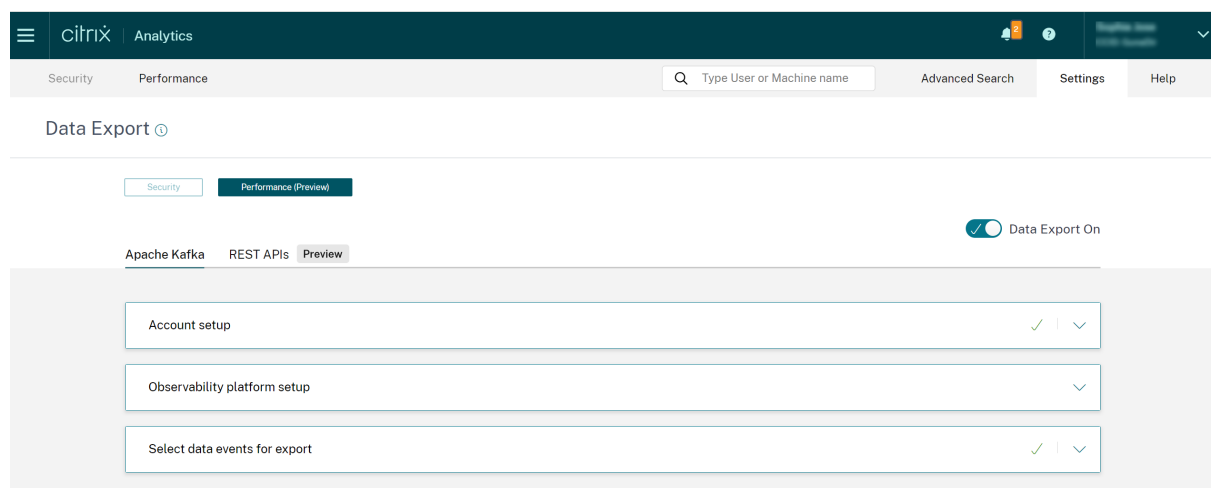 citrix Analytics 2 ?
Security Performance Type User or Machine name Advanced Search Settings Help
Data Export
Security Performance (Preview)
Data Export On
Apache Kafka REST APIs Preview
Account setup
Observability platform setup
Select data events for export